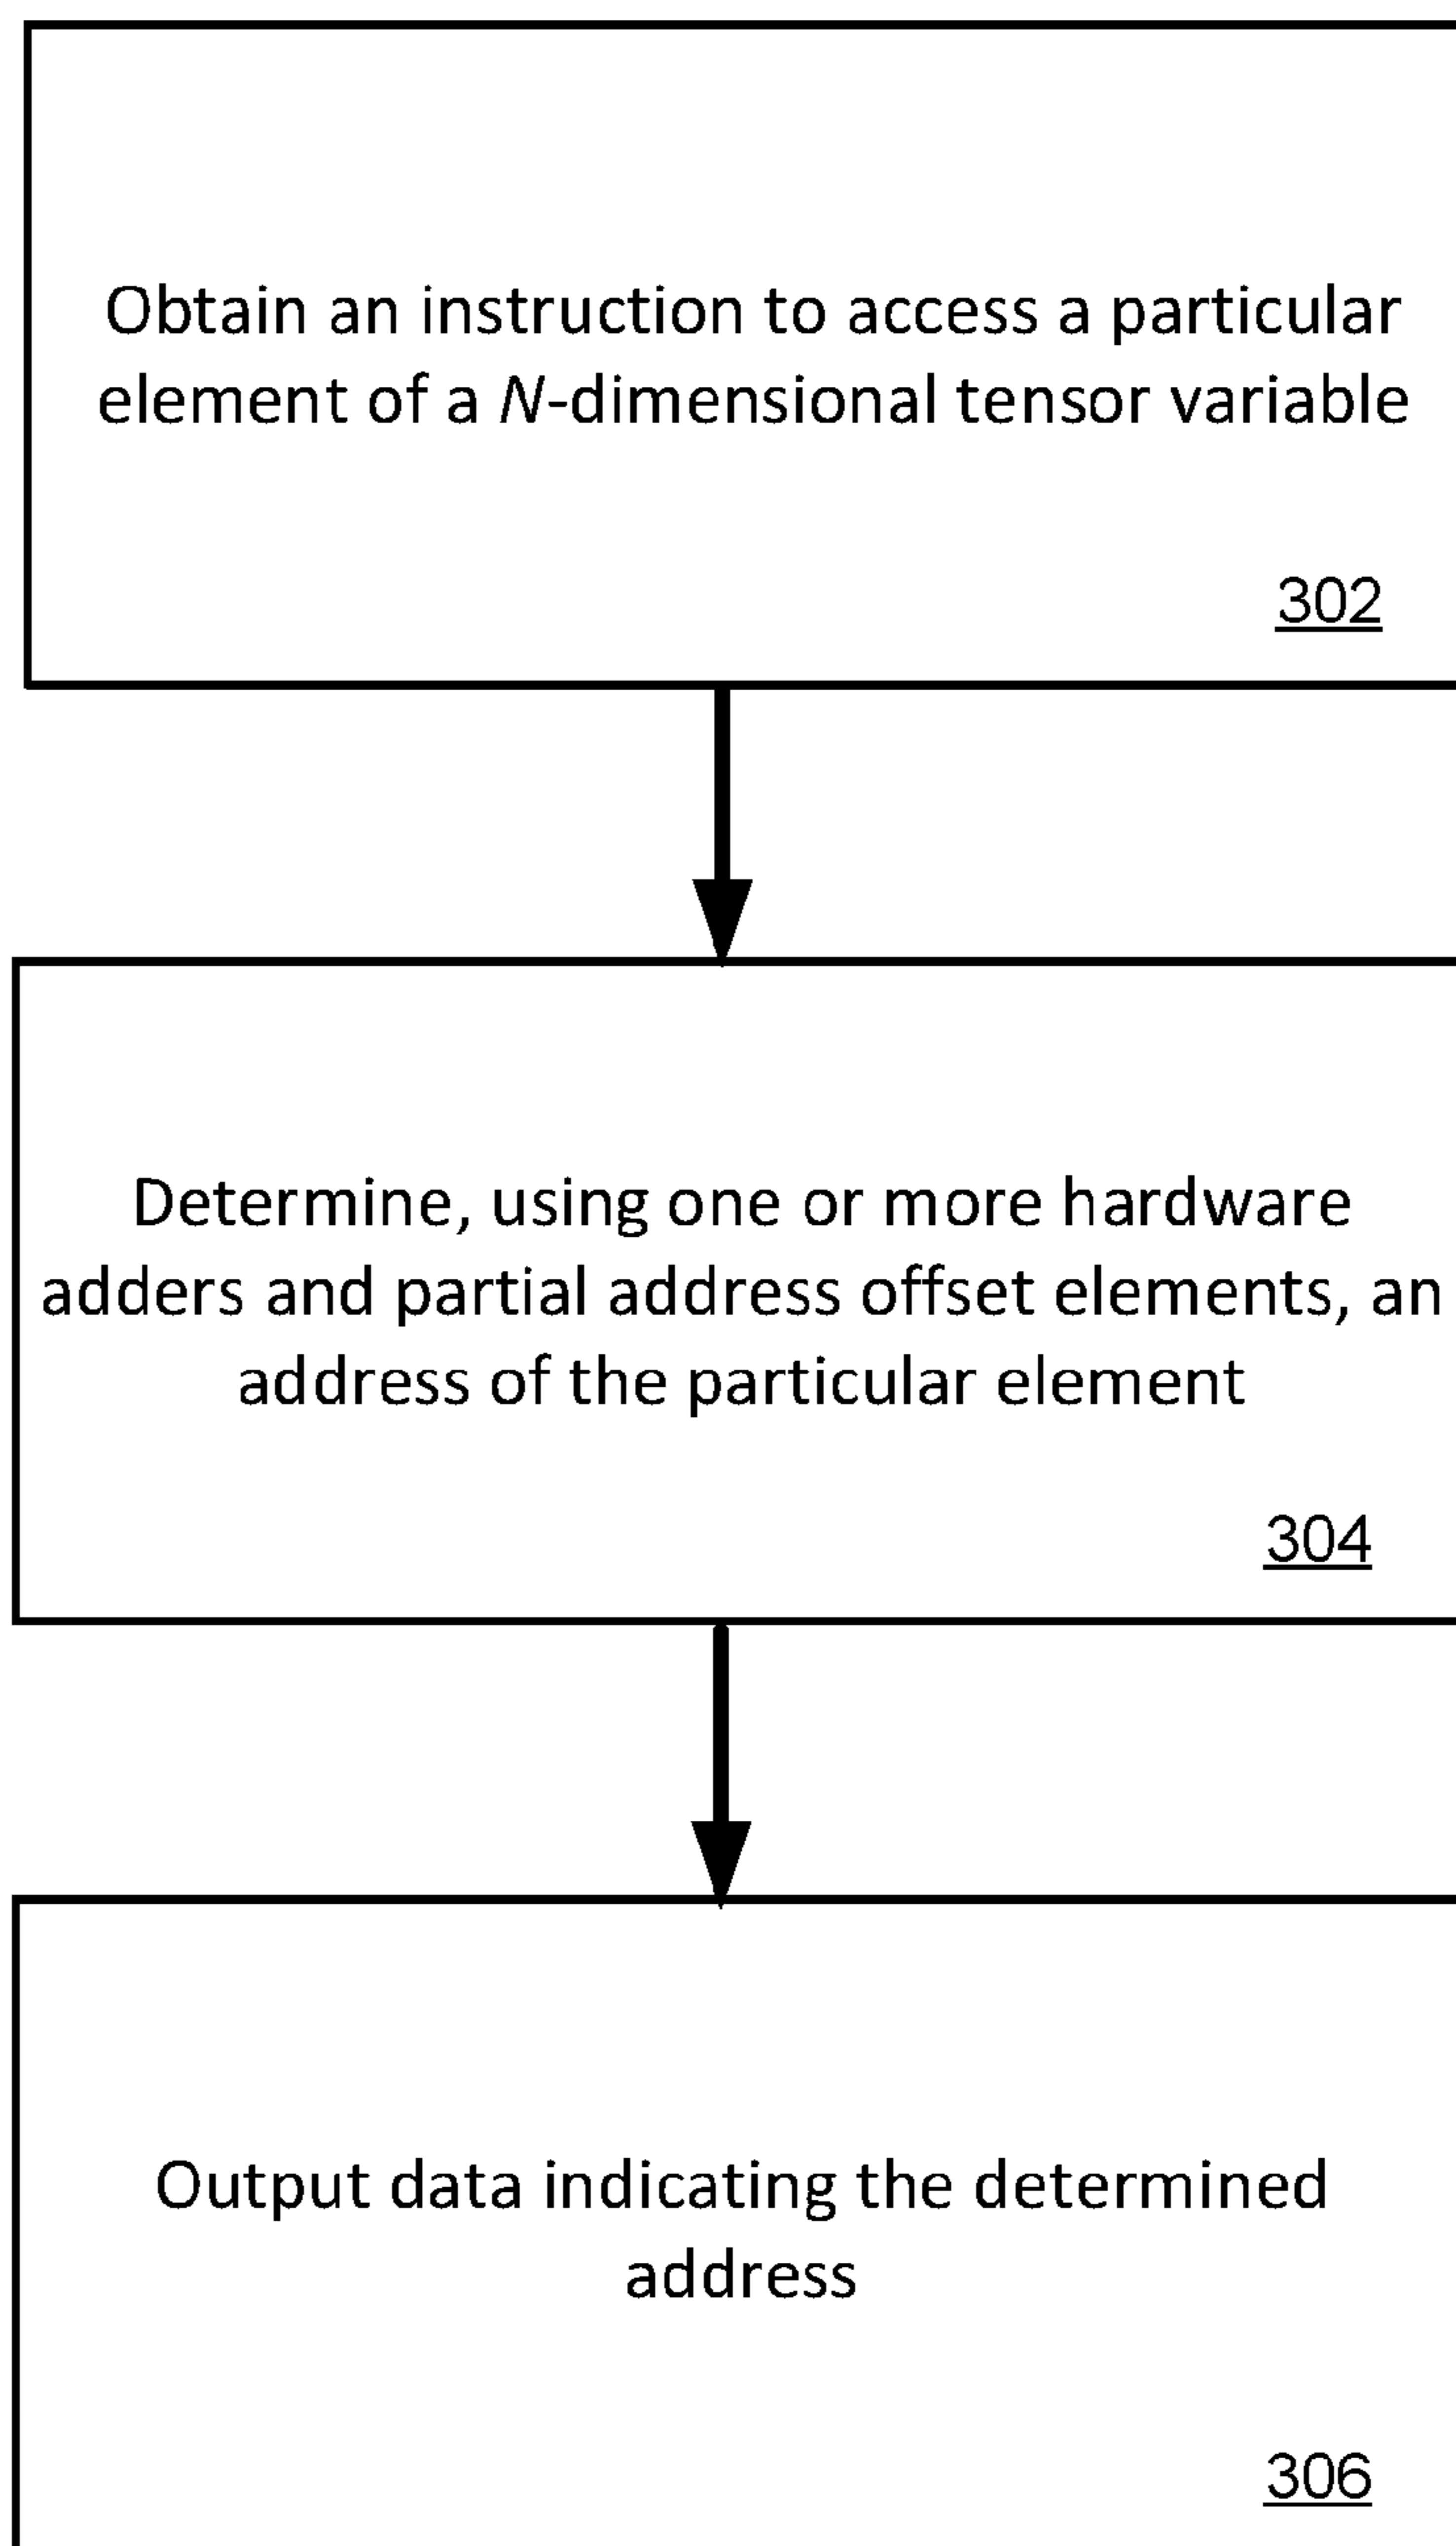 Obtain an instruction to access a particular
element of a N-dimensional tensor variable
302
Determine, using one or more hardware
adders and partial address offset elements, an
address of the particular element
304
Output data indicating the determined
address
306